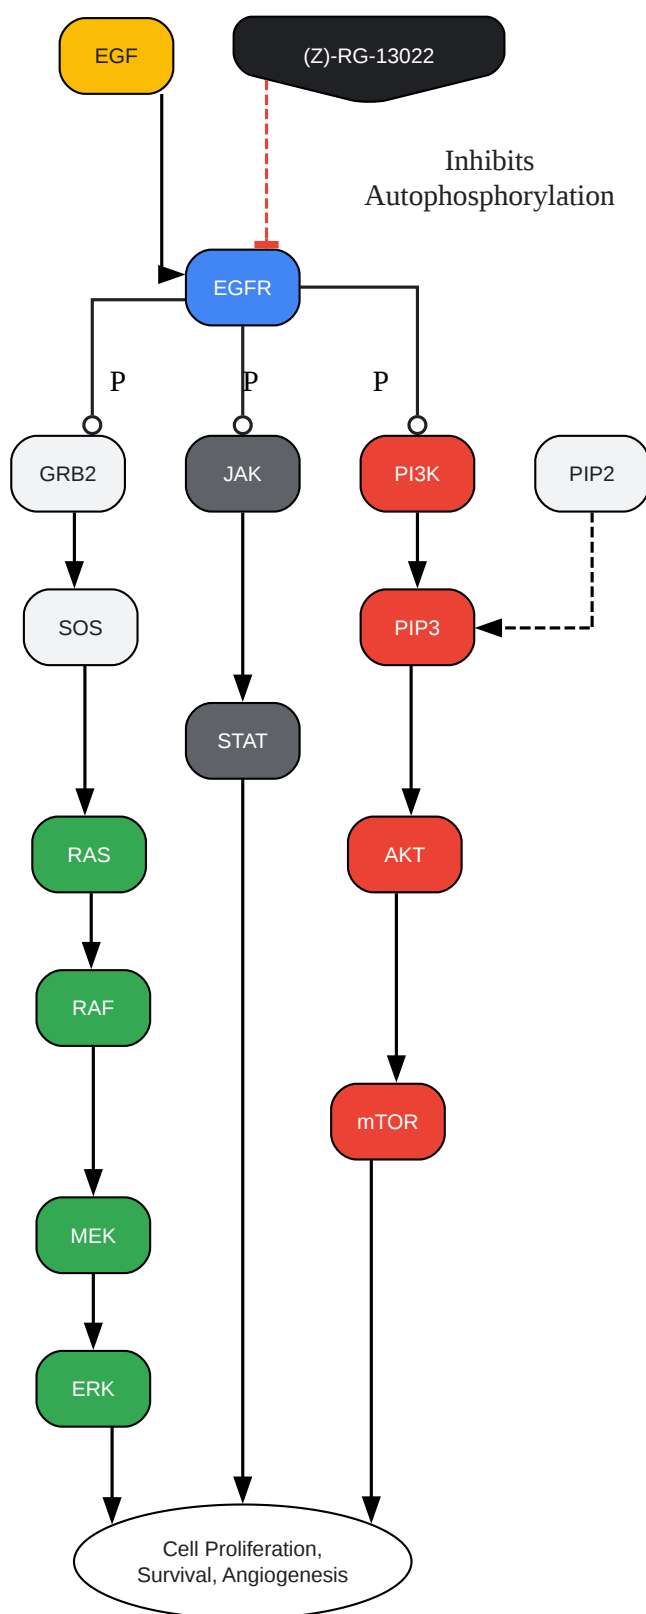 EGF
(Z)-RG-13022
Inhibits
Autophosphorylation
EGFR
P
P
P
GRB2
JAK
PI3K
PIP2
SOS
PIP3
STAT
RAS
AKT
RAF
mTOR
MEK
ERK
Cell Proliferation,
Survival, Angiogenesis